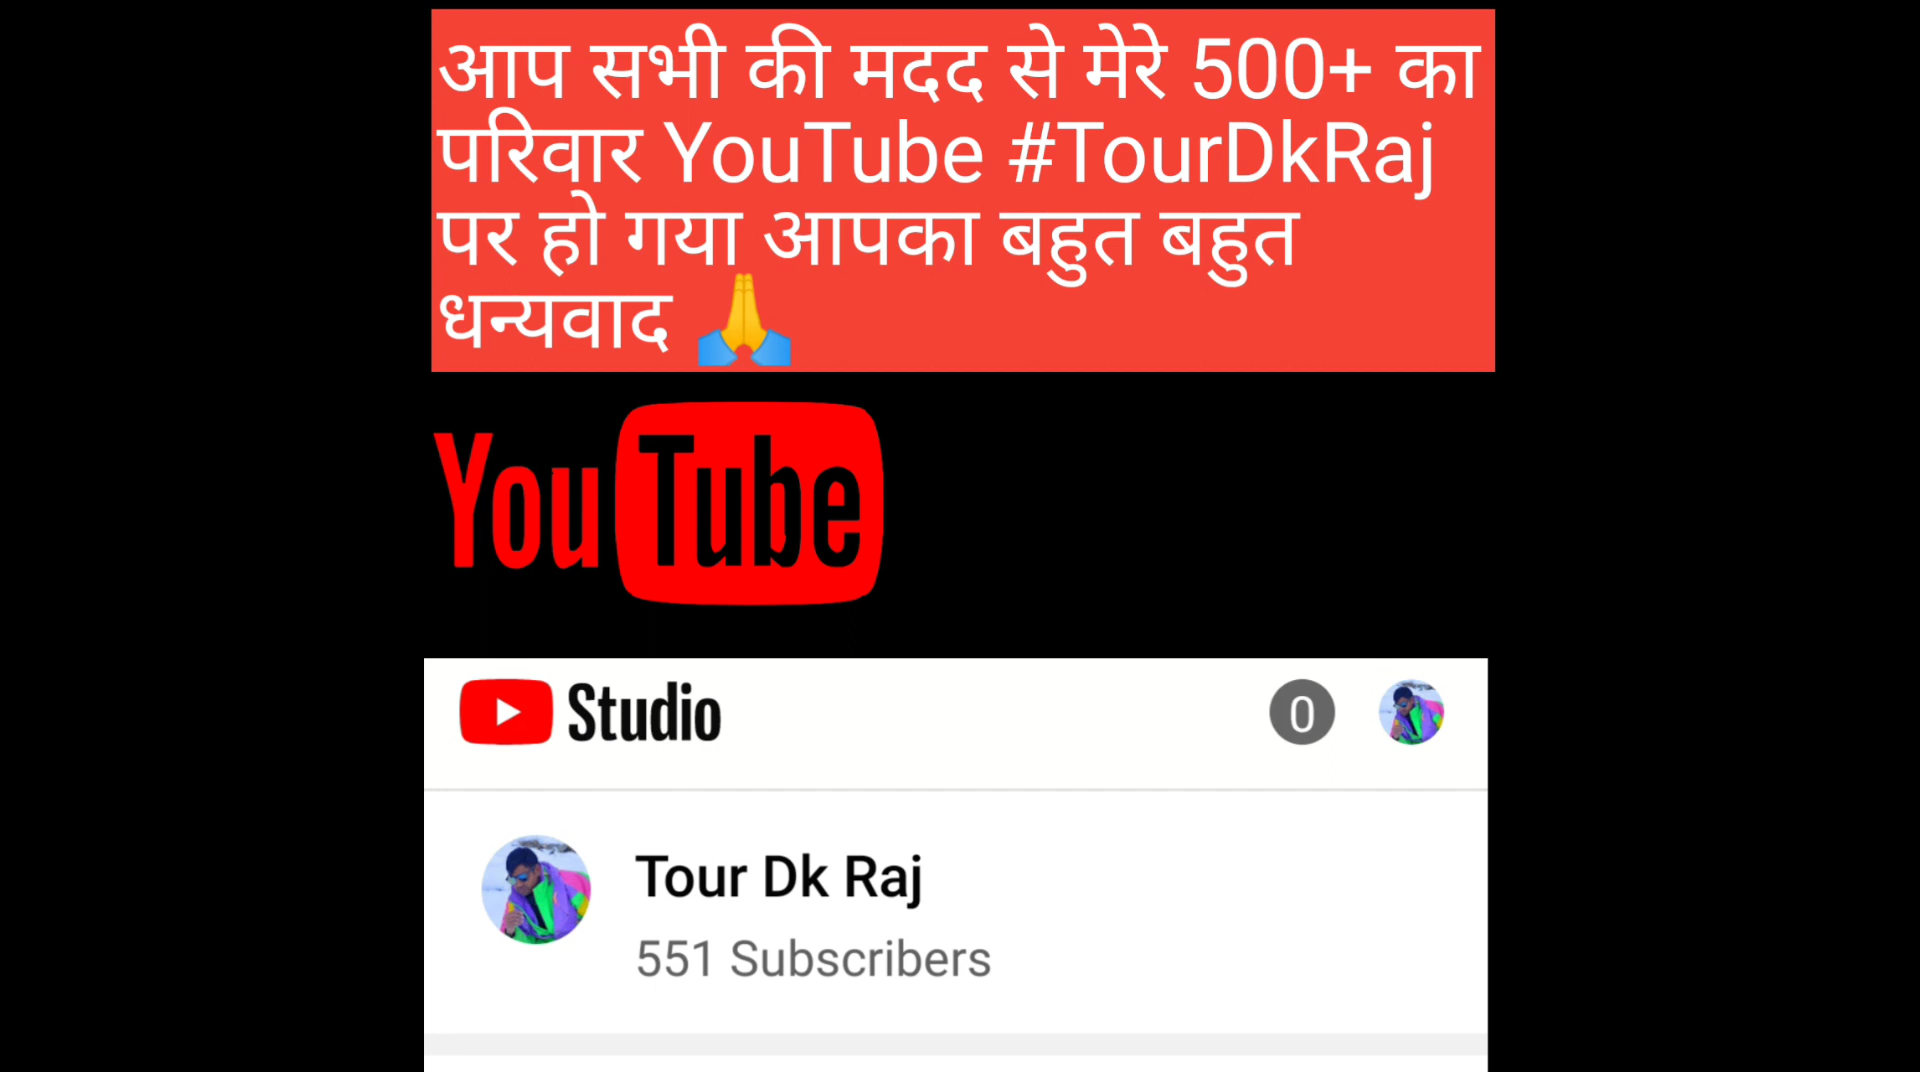 आप सभी की मदद से मेरे 500+ का
परिवार YouTube #TourDkRaj
पर हो गया आपका बहुत बहुत
धन्यवाद 🙏
YouTube
Studio 0
Tour Dk Raj
551 Subscribers